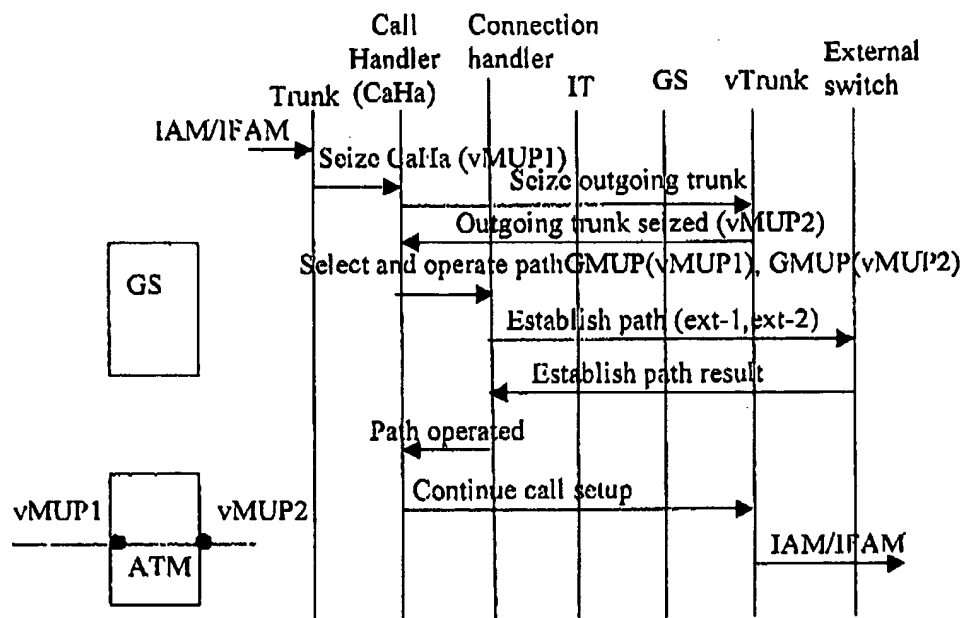 Call
Handler
(CaHa)
Connection
handler
External
switch
Trunk
IT
GS
vTrunk
IAM/IFAM
Seize CaHa (vMUP1)
Seize outgoing trunk
Outgoing trunk seized (vMUP2)
Select and operate path GMUP(vMUP1), GMUP(vMUP2)
GS
Establish path (ext-1,ext-2)
Establish path result
Path operated
Continue call setup
vMUP1
vMUP2
ATM
IAM/IFAM